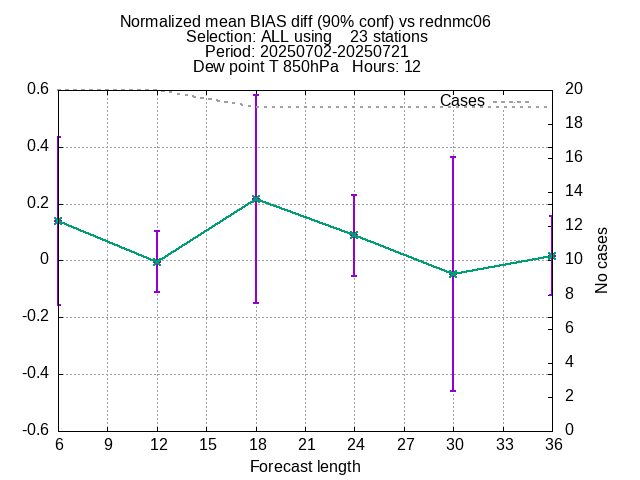 Normalized mean BIAS diff (90% conf) vs rednmc06
Selection: ALL using    23 stations
Period: 20250702-20250721
Dew point T 850hPa   Hours: 12
Cases
0.6
0.4
0.2
0
-0.2
-0.4
-0.6
20
18
16
14
12
10
8
6
4
2
0
No cases
6 9 12 15 18 21 24 27 30 33 36
Forecast length